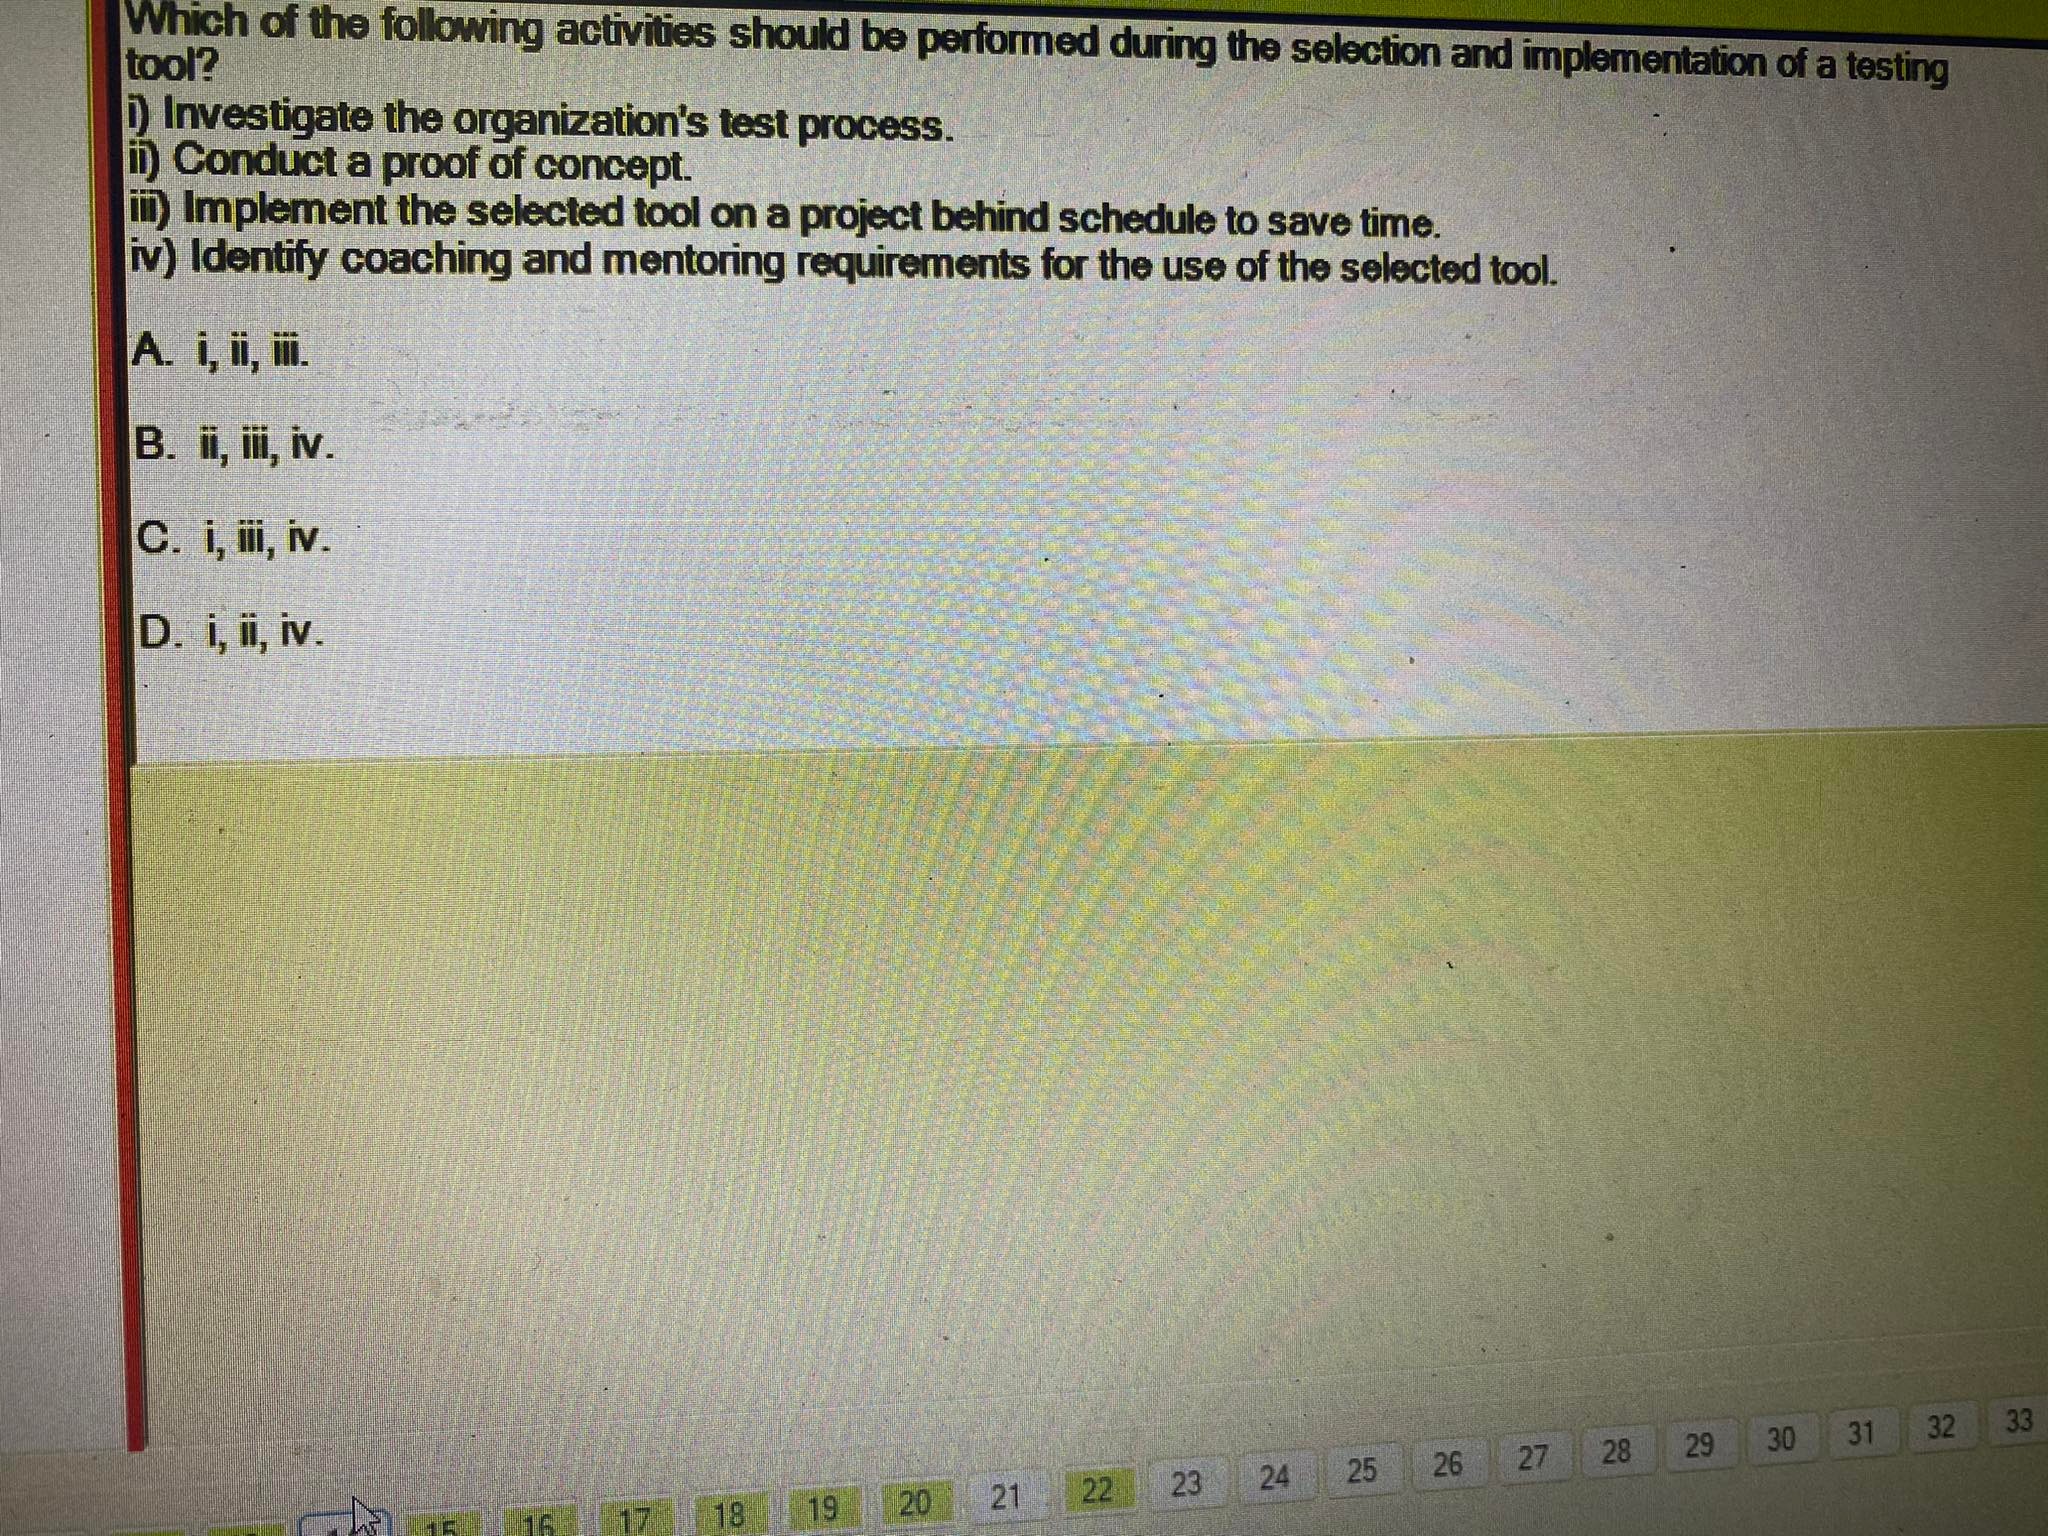 Which of the following activities should be performed during the selection and implementation of a testing
tool?
i) Investigate the organization's test process.
ii) Conduct a proof of concept.
iii) Implement the selected tool on a project behind schedule to save time.
iv) Identify coaching and mentoring requirements for the use of the selected tool.
A. i, ii, iii.
B. ii, iii, iv.
C. i, iii, iv.
D. i, ii, iv.
15 16 17 18 19 20 21 22 23 24 25 26 27 28 29 30 31 32 33